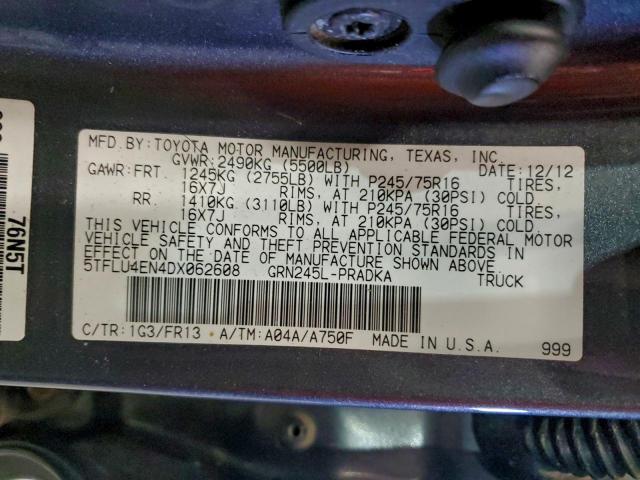 MFD. BY: TOYOTA MOTOR MANUFACTURING, TEXAS, INC.
GVWR: 2490KG (5500LB) DATE: 12/12
GAWR: FRT. 1245KG (2755LB) WITH P245/75R16 TIRES,
16X7J RIMS, AT 210KPA (30PSI) COLD.
RR. 1410KG (3110LB) WITH P245/75R16 TIRES,
16X7J RIMS, AT 210KPA (30PSI) COLD.
THIS VEHICLE CONFORMS TO ALL APPLICABLE FEDERAL MOTOR
VEHICLE SAFETY AND THEFT PREVENTION STANDARDS IN
EFFECT ON THE DATE OF MANUFACTURE SHOWN ABOVE.
5TFLU4EN4DX062608 GRN245L-PRADKA TRUCK
C/TR: 1G3/FR13 • A/TM: A04A/A750F MADE IN U.S.A. 999
76N5T